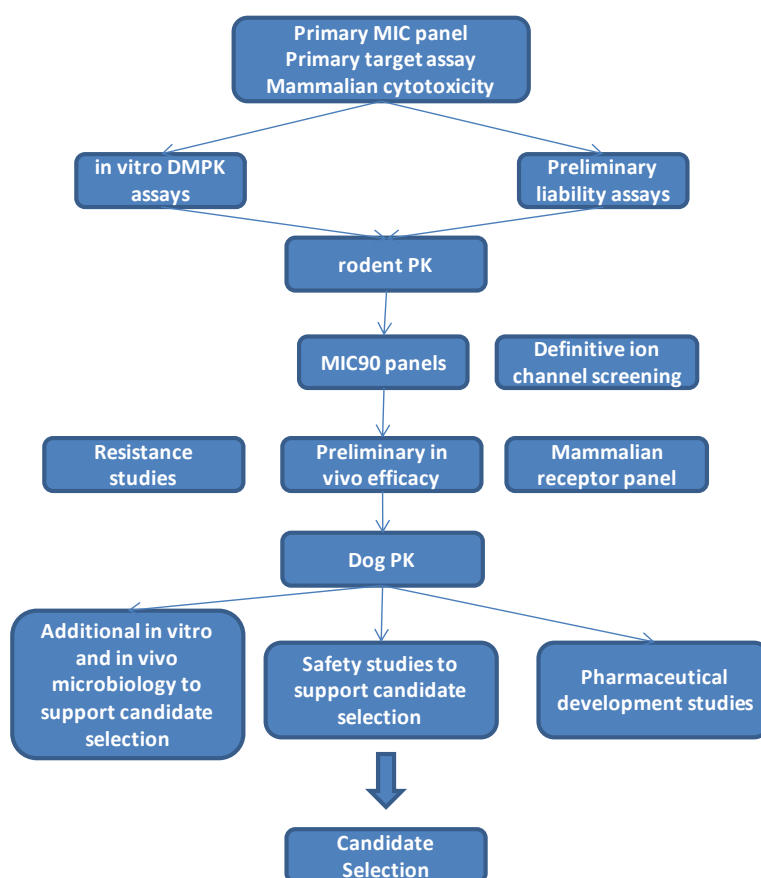 Primary MIC panel
Primary target assay
Mammalian cytotoxicity
in vitro DMPK
assays
Preliminary
liability assays
rodent PK
MIC90 panels
Definitive ion
channel screening
Resistance
studies
Preliminary in
vivo efficacy
Mammalian
receptor panel
Dog PK
Additional in vitro
and in vivo
microbiology to
support candidate
selection
Safety studies to
support candidate
selection
Pharmaceutical
development studies
Candidate
Selection